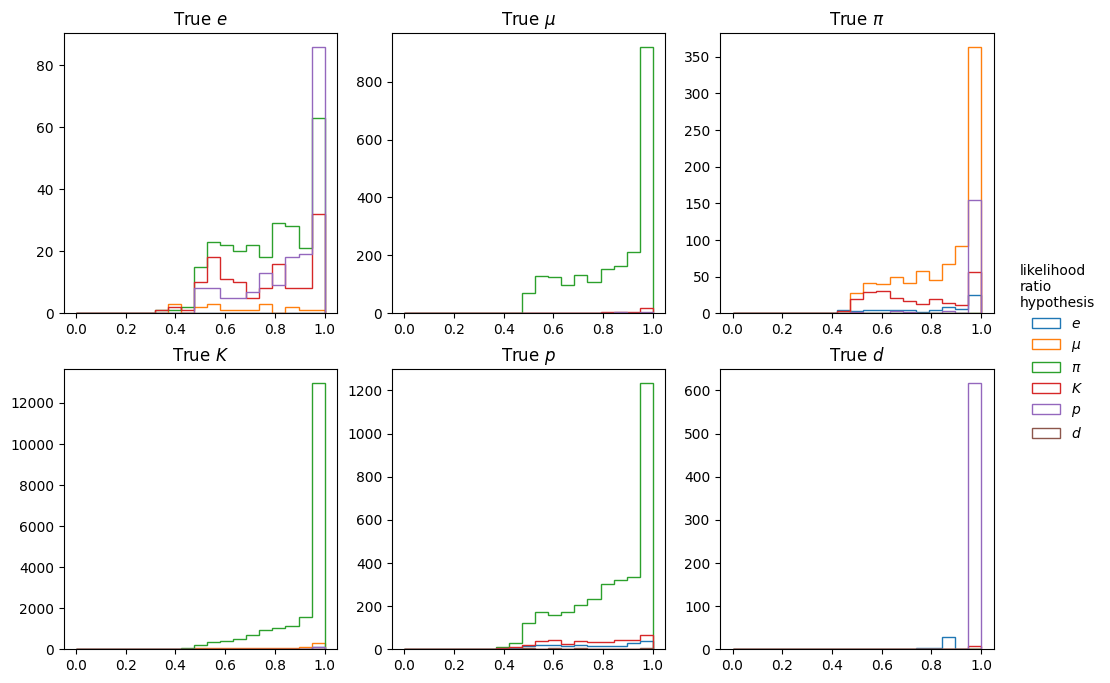 True e
True μ
True π
80
60
40
20
0
0.0 0.2 0.4 0.6 0.8 1.0
800
600
400
200
0
0.0 0.2 0.4 0.6 0.8 1.0
350
300
250
200
150
100
50
0
0.0 0.2 0.4 0.6 0.8 1.0
True K
True p
True d
12000
10000
8000
6000
4000
2000
0
0.0 0.2 0.4 0.6 0.8 1.0
1200
1000
800
600
400
200
0
0.0 0.2 0.4 0.6 0.8 1.0
600
500
400
300
200
100
0
0.0 0.2 0.4 0.6 0.8 1.0
likelihood
ratio
hypothesis
e
μ
π
K
p
d